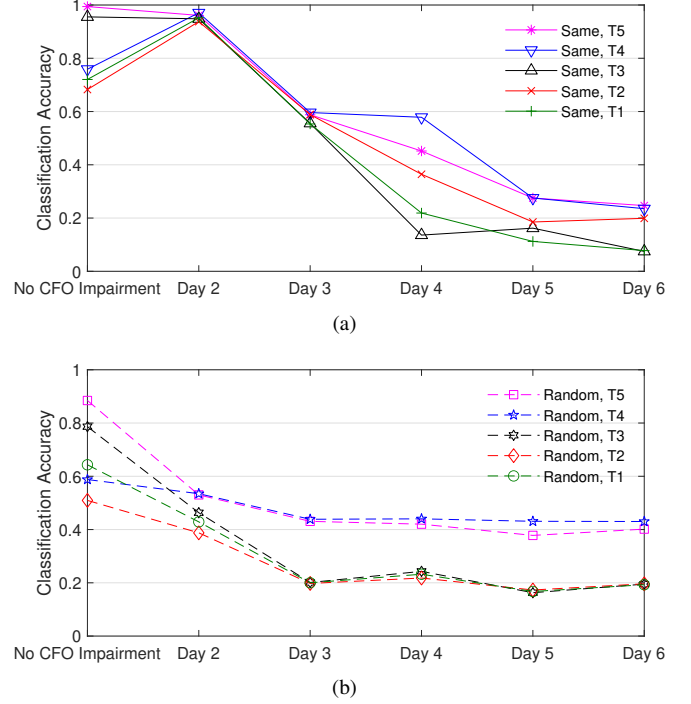 1
Same, T5
0.8
Same, T4
Same, T3
0.6
Same, T2
Same, T1
0.4
0.2
0
Classification Accuracy
No CFO Impairment Day 2 Day 3 Day 4 Day 5 Day 6
(a)
1
Random, T5
0.8
Random, T4
Random, T3
0.6
Random, T2
Random, T1
0.4
0.2
0
Classification Accuracy
No CFO Impairment Day 2 Day 3 Day 4 Day 5 Day 6
(b)